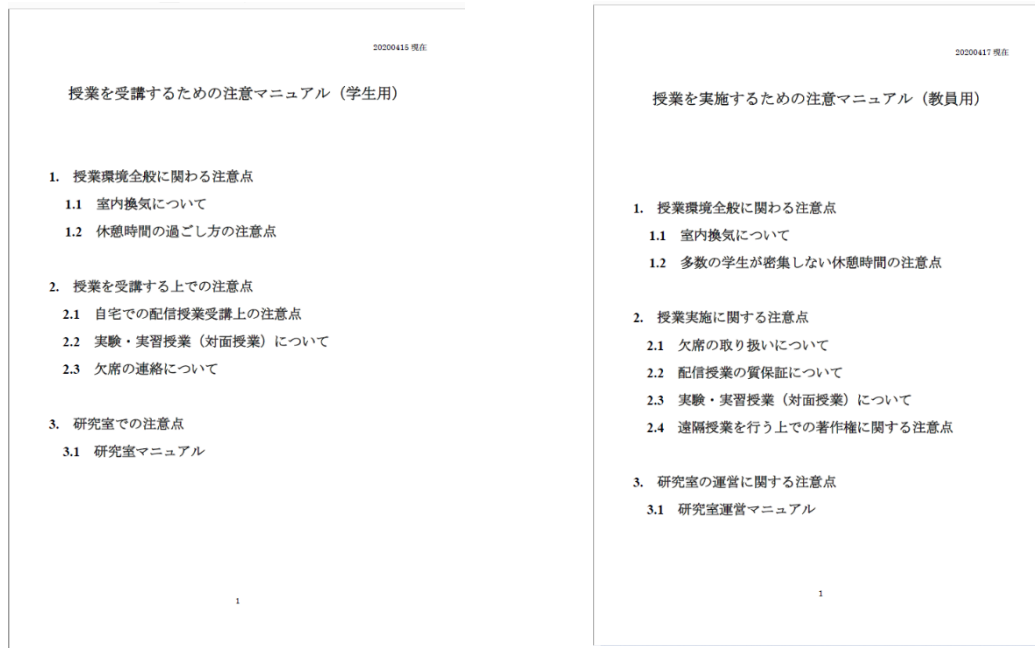 20200415 現在
授業を受講するための注意マニュアル（学生用）
1. 授業環境全般に関わる注意点
1.1 室内換気について
1.2 休憩時間の過ごし方の注意点
2. 授業を受講する上での注意点
2.1 自宅での配信授業受講上の注意点
2.2 実験・実習授業（対面授業）について
2.3 欠席の連絡について
3. 研究室での注意点
3.1 研究室マニュアル
1
20200417 現在
授業を実施するための注意マニュアル（教員用）
1. 授業環境全般に関わる注意点
1.1 室内換気について
1.2 多数の学生が密集しない休憩時間の注意点
2. 授業実施に関する注意点
2.1 欠席の取り扱いについて
2.2 配信授業の質保証について
2.3 実験・実習授業（対面授業）について
2.4 遠隔授業を行う上での著作権に関する注意点
3. 研究室の運営に関する注意点
3.1 研究室運営マニュアル
1